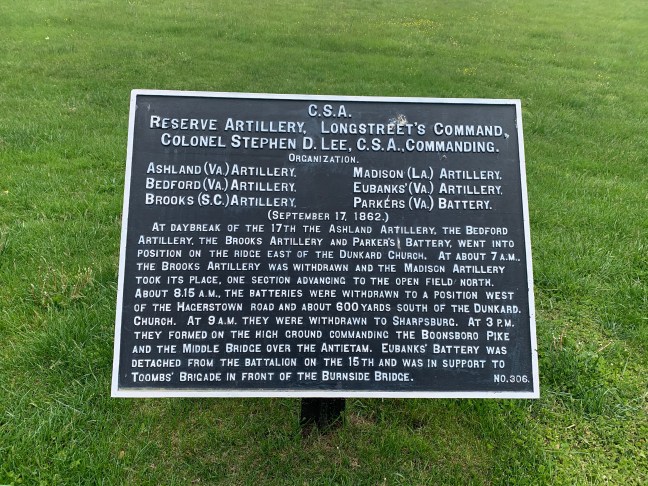 C.S.A.
RESERVE ARTILLERY, LONGSTREET'S COMMAND,
COLONEL STEPHEN D. LEE, C.S.A., COMMANDING.
ORGANIZATION.
ASHLAND (VA.) ARTILLERY. MADISON (LA.) ARTILLERY.
BEDFORD (VA.) ARTILLERY. EUBANKS' (VA.) ARTILLERY.
BROOKS (S.C.) ARTILLERY. PARKERS (VA.) BATTERY.
(SEPTEMBER 17, 1862.)
AT DAYBREAK OF THE 17TH THE ASHLAND ARTILLERY, THE BEDFORD
ARTILLERY, THE BROOKS ARTILLERY AND PARKER'S BATTERY, WENT INTO
POSITION ON THE RIDGE EAST OF THE DUNKARD CHURCH. AT ABOUT 7 A.M.,
THE BROOKS ARTILLERY WAS WITHDRAWN AND THE MADISON ARTILLERY
TOOK ITS PLACE, ONE SECTION ADVANCING TO THE OPEN FIELD NORTH.
ABOUT 8.15 A.M., THE BATTERIES WERE WITHDRAWN TO A POSITION WEST
OF THE HAGERSTOWN ROAD AND ABOUT 600 YARDS SOUTH OF THE DUNKARD
CHURCH. AT 9 A.M. THEY WERE WITHDRAWN TO SHARPSBURG. AT 3 P.M.
THEY FORMED ON THE HIGH GROUND COMMANDING THE BOONSBORO PIKE
AND THE MIDDLE BRIDGE OVER THE ANTIETAM. EUBANKS' BATTERY WAS
DETACHED FROM THE BATTALION ON THE 15TH AND WAS IN SUPPORT TO
TOOMBS' BRIGADE IN FRONT OF THE BURNSIDE BRIDGE. NO. 306.